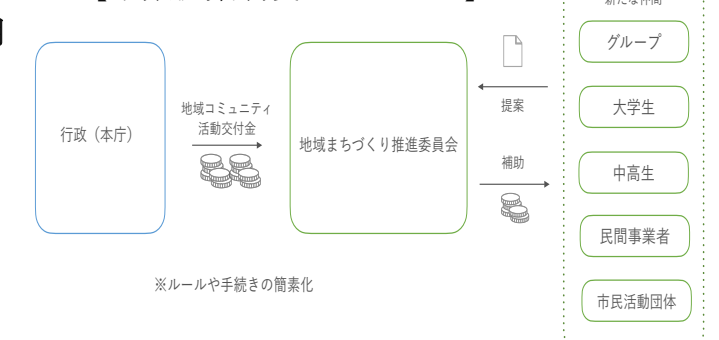 新たな仲間
グループ
大学生
中高生
民間事業者
市民活動団体
行政（本庁）
地域コミュニティ
活動交付金
地域まちづくり推進委員会
提案
補助
※ルールや手続きの簡素化